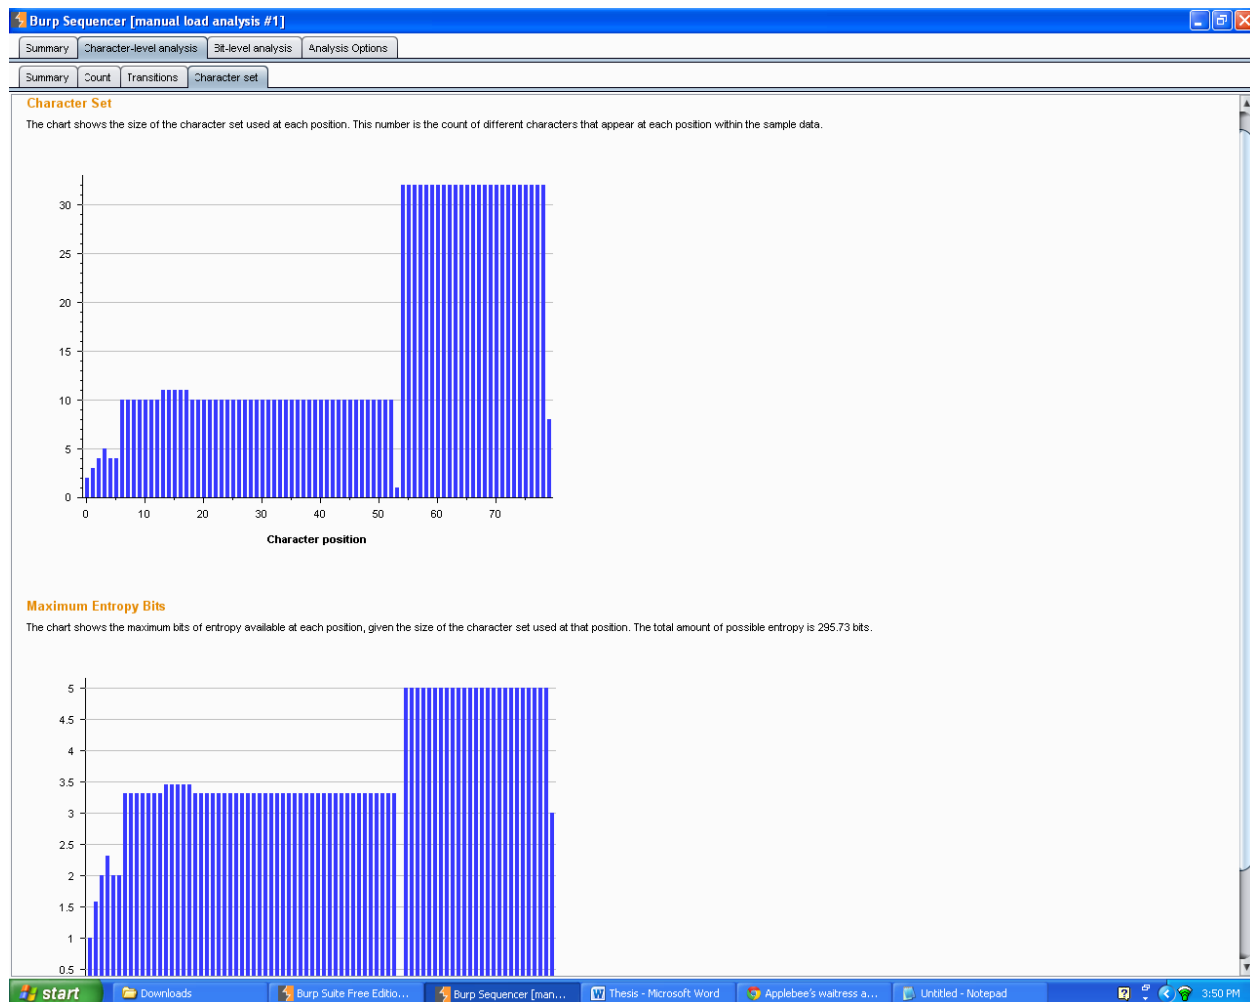 Burp Sequencer [manual load analysis #1]
Summary Character-level analysis Bit-level analysis Analysis Options
Summary Count Transitions Character set
Character Set
The chart shows the size of the character set used at each position. This number is the count of different characters that appear at each position within the sample data.
30
25
20
15
10
5
0
0 10 20 30 40 50 60 70
Character position
Maximum Entropy Bits
The chart shows the maximum bits of entropy available at each position, given the size of the character set used at that position. The total amount of possible entropy is 295.73 bits.
5
4.5
4
3.5
3
2.5
2
1.5
1
0.5
start Downloads Burp Suite Free Editio... Burp Sequencer [man... Thesis - Microsoft Word Applebee's waitress a... Untitled - Notepad 3:50 PM